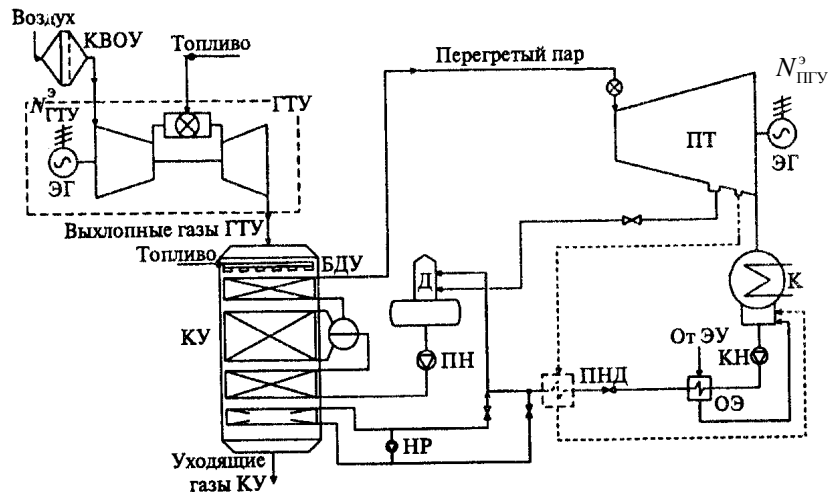 Воздух
КВОУ
Топливо
Перегретый пар
N^э_ПГУ
N^э_ГТУ
ГТУ
ПТ
ЭГ
ЭГ
Выхлопные газы ГТУ
Топливо
БДУ
Д
К
КУ
ПН
От ЭУ
КН
ПНД
ОЭ
НР
Уходящие
газы КУ